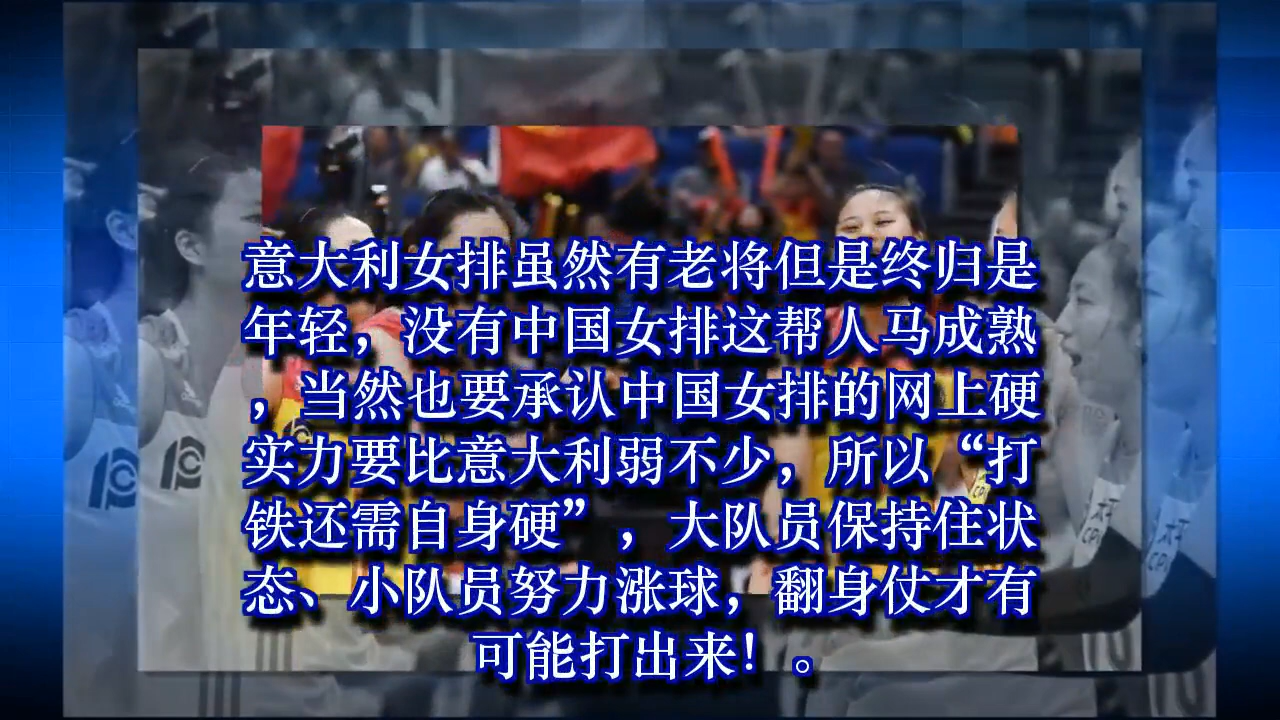 意大利女排虽然有老将但是终归是
年轻，没有中国女排这帮人马成熟
，当然也要承认中国女排的网上硬
实力要比意大利弱不少，所以“打
铁还需自身硬”，大队员保持住状
态、小队员努力涨球，翻身仗才有
可能打出来！。